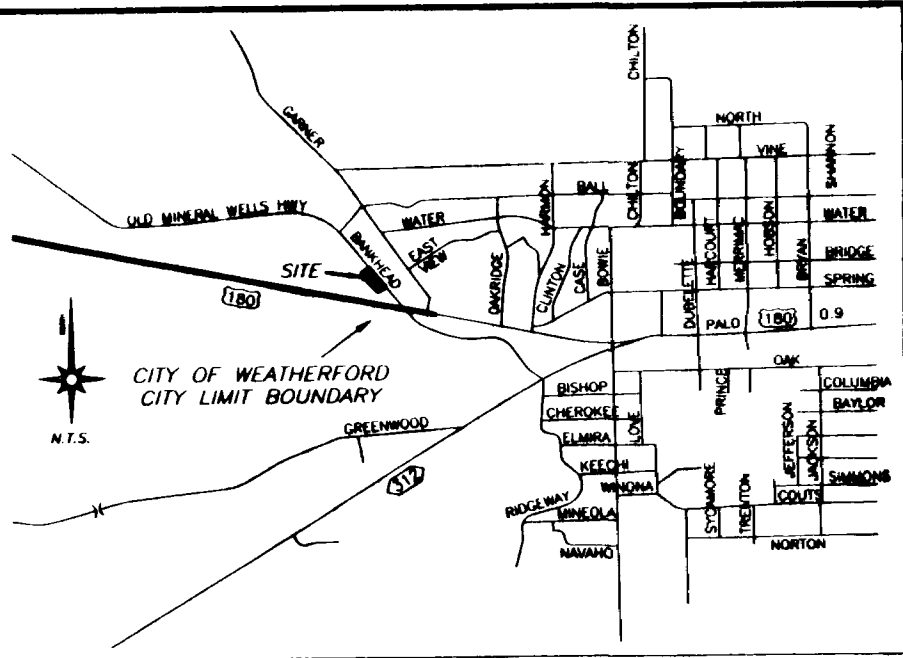 CHILTON
GARNER
NORTH
VINE
SHANNON
BALL
HARMON
CHILTON
BOUNDARY
OLD MINERAL WELLS HWY
WATER
HARCOURT
MERRIMAC
HOBSON
WATER
BANKHEAD
EAST
VIEW
BRYAN
BRIDGE
SITE
OAKRIDGE
CLINTON
CASE
BOWIE
SPRING
180
DUBELETT
PALO
180
0.9
OAK
CITY OF WEATHERFORD
CITY LIMIT BOUNDARY
N.T.S.
BISHOP
PRINCE
COLUMBIA
CHEROKEE
LOVE
BAYLOR
GREENWOOD
ELMIRA
JEFFERSON
JACKSON
KEECHI
312
WINONA
SIMMONS
COUTS
RIDGEWAY
MINEOLA
SYCAMORE
TRENTON
NAVAHO
NORTON